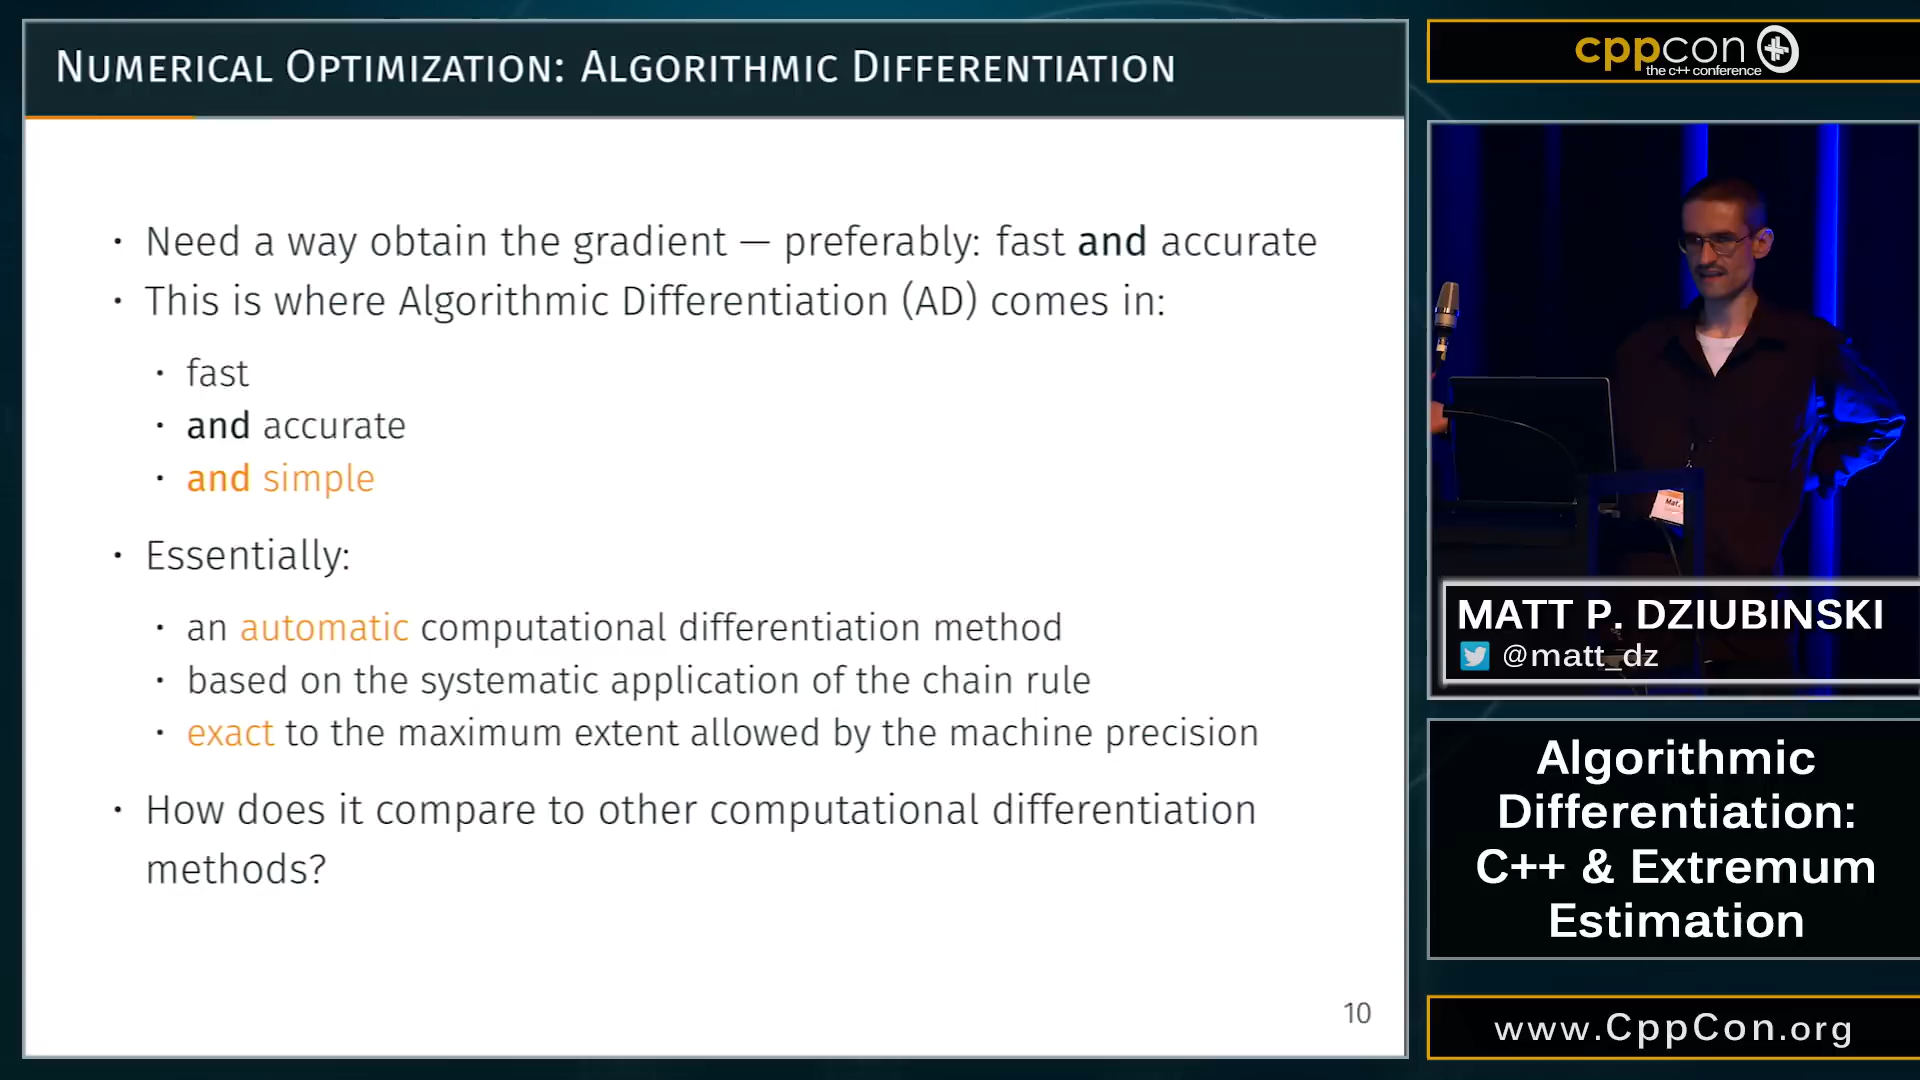 NUMERICAL OPTIMIZATION: ALGORITHMIC DIFFERENTIATION
• Need a way obtain the gradient — preferably: fast and accurate
• This is where Algorithmic Differentiation (AD) comes in:
• fast
• and accurate
• and simple
• Essentially:
• an automatic computational differentiation method
• based on the systematic application of the chain rule
• exact to the maximum extent allowed by the machine precision
• How does it compare to other computational differentiation
methods?
10
cppcon
the c++ conference
Mat.
MATT P. DZIUBINSKI
@matt_dz
Algorithmic
Differentiation:
C++ & Extremum
Estimation
www.CppCon.org